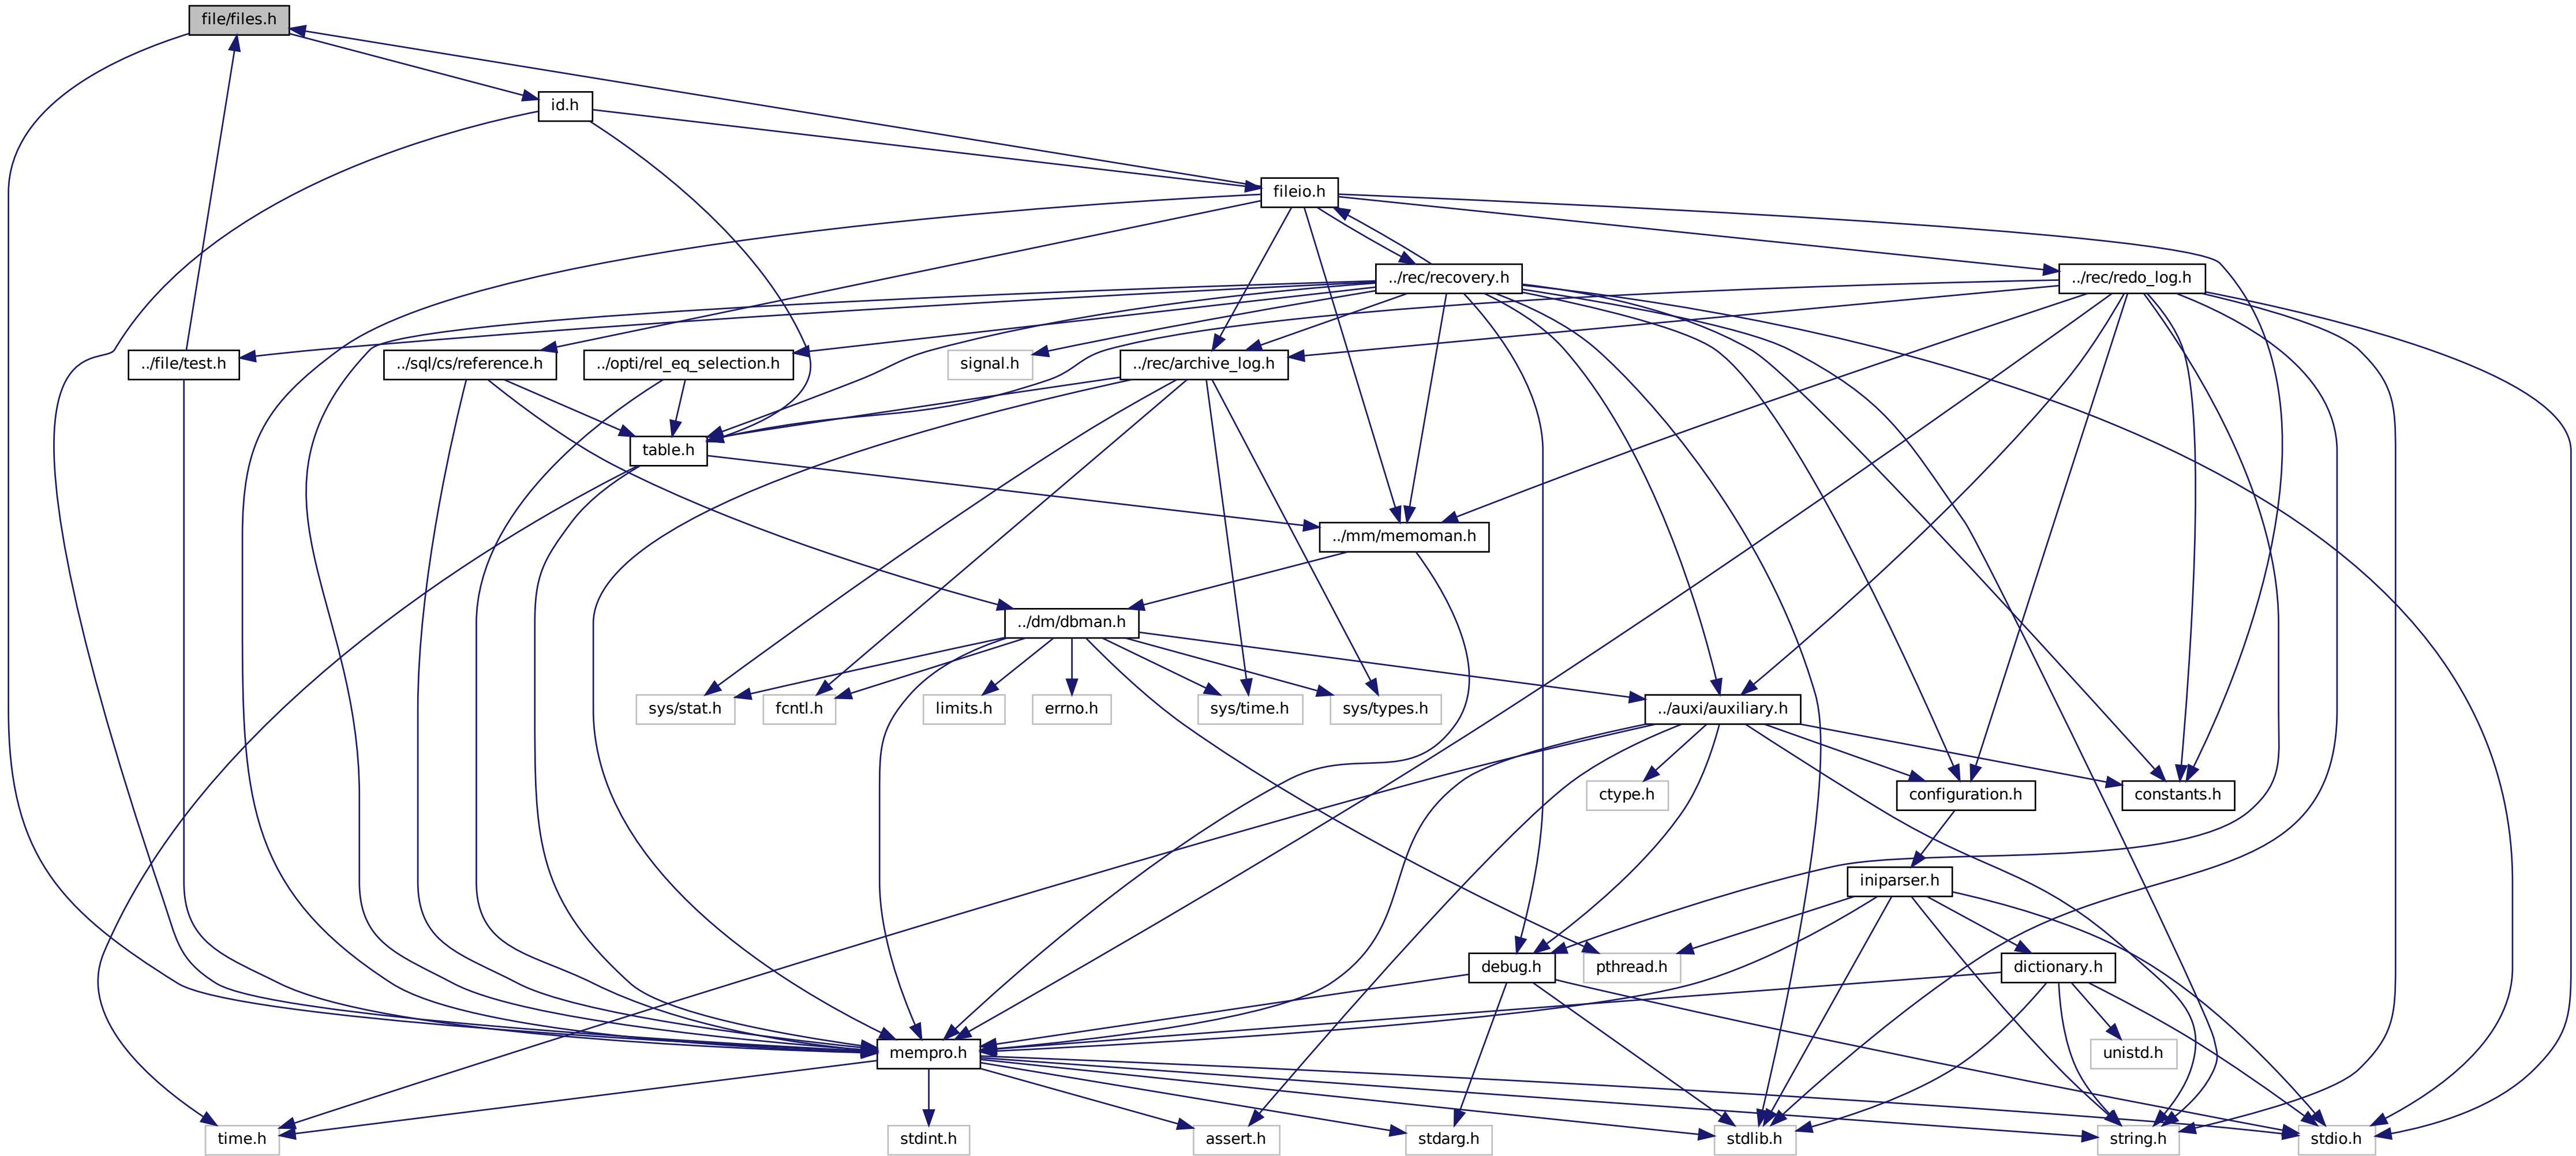 file/files.h
id.h
fileio.h
../rec/recovery.h
../rec/redo_log.h
../file/test.h
../sql/cs/reference.h
../opti/rel_eq_selection.h
signal.h
../rec/archive_log.h
table.h
../mm/memoman.h
../dm/dbman.h
sys/stat.h
fcntl.h
limits.h
errno.h
sys/time.h
sys/types.h
../auxi/auxiliary.h
ctype.h
configuration.h
constants.h
iniparser.h
debug.h
pthread.h
dictionary.h
mempro.h
unistd.h
time.h
stdint.h
assert.h
stdarg.h
stdlib.h
string.h
stdio.h